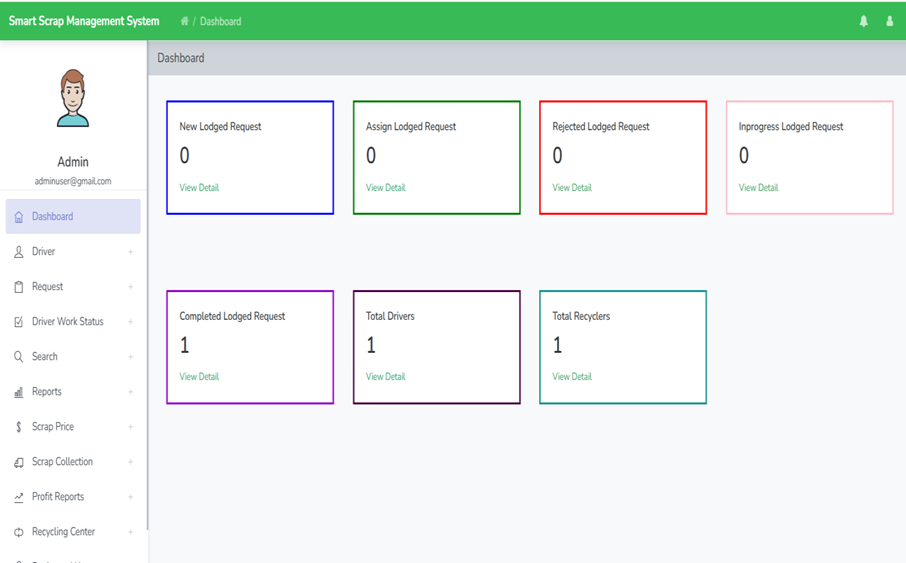 Smart Scrap Management System
/ Dashboard
Dashboard
Admin
adminuser@gmail.com
Dashboard
Driver +
Request +
Driver Work Status +
Search +
Reports +
Scrap Price +
Scrap Collection +
Profit Reports +
Recycling Center +
New Lodged Request
0
View Detail
Assign Lodged Request
0
View Detail
Rejected Lodged Request
0
View Detail
Inprogress Lodged Request
0
View Detail
Completed Lodged Request
1
View Detail
Total Drivers
1
View Detail
Total Recyclers
1
View Detail